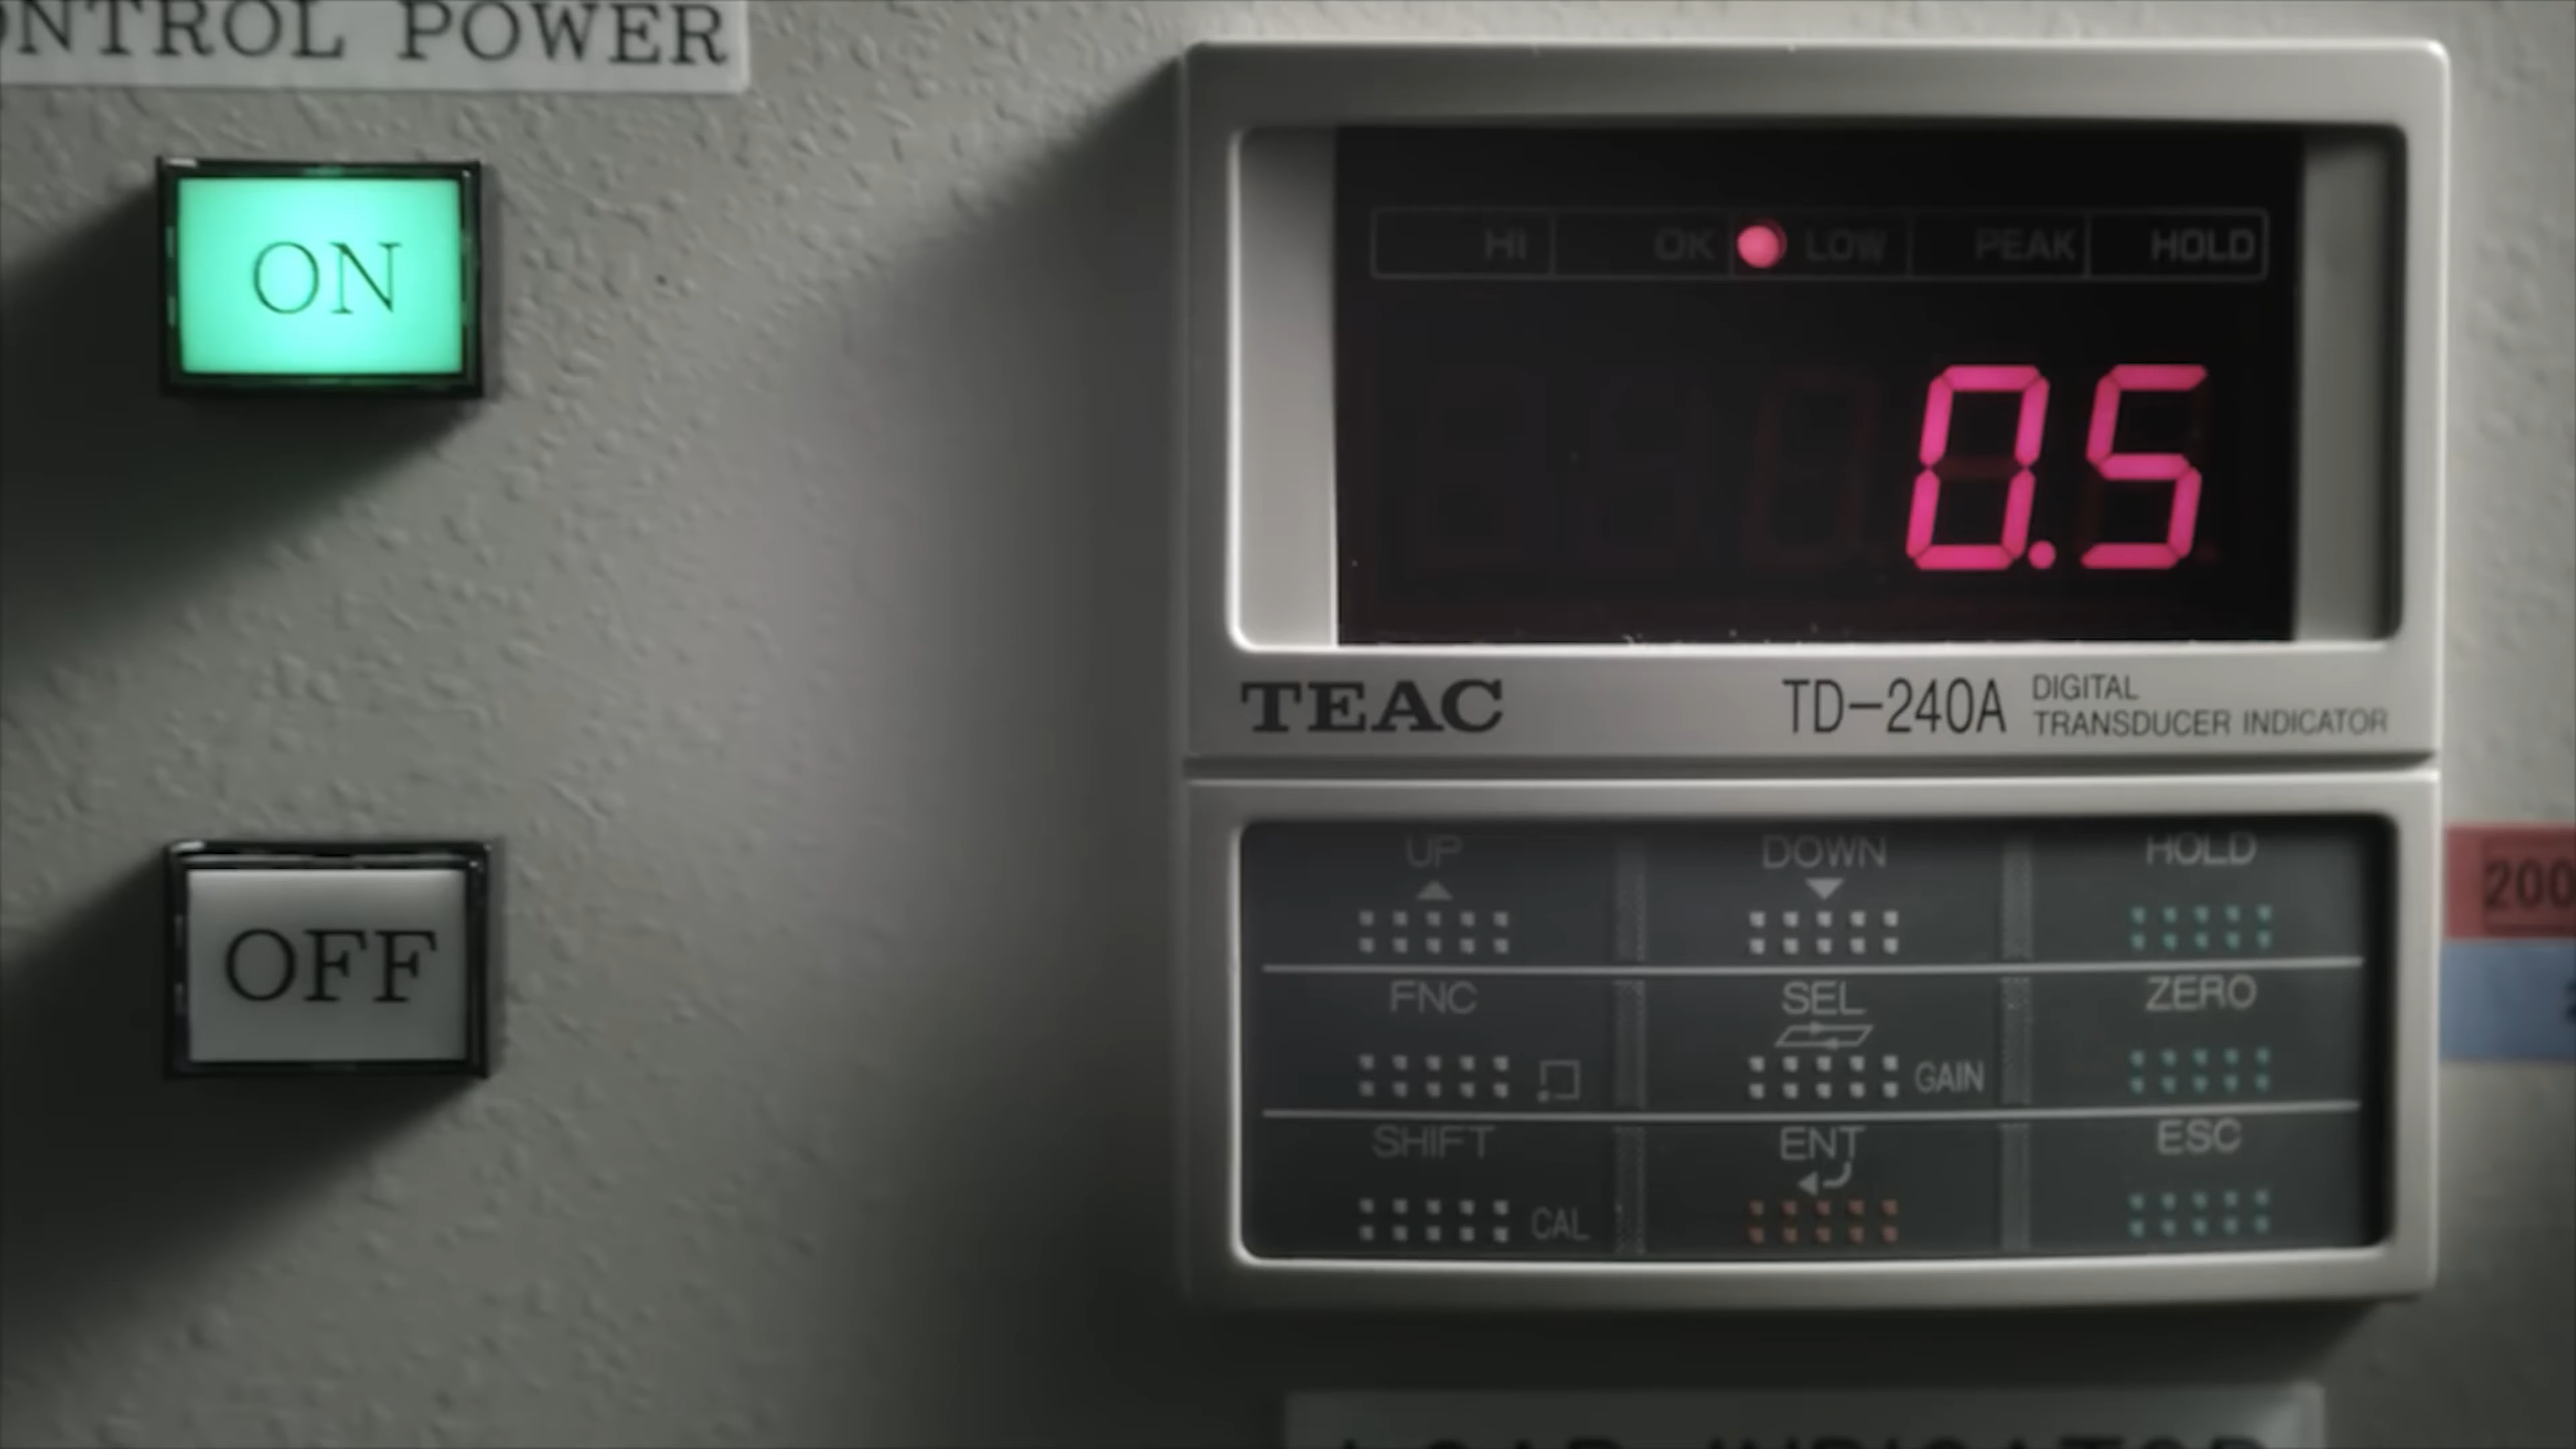 ONTROL POWER
ON
OFF
HI OK LOW PEAK HOLD
0.5
TEAC TD-240A DIGITAL
TRANSDUCER INDICATOR
UP DOWN HOLD
FNC SEL ZERO
GAIN
SHIFT ENT ESC
CAL
200